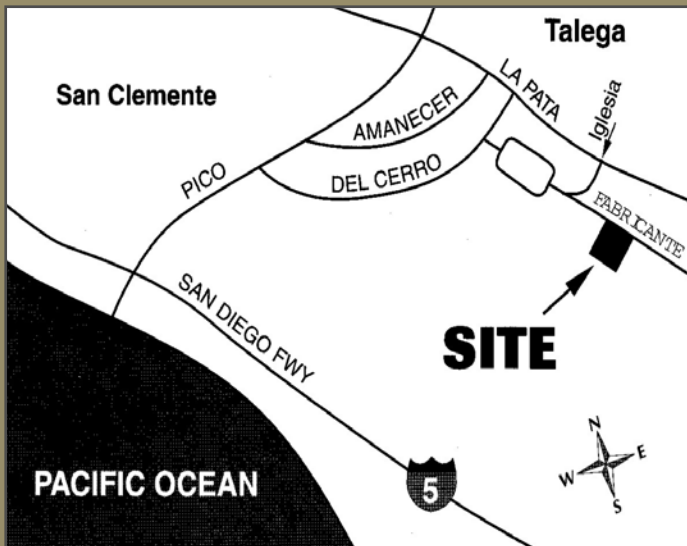 Talega
San Clemente
LA PATA
Iglesia
AMANECER
DEL CERRO
PICO
FABRICANTE
SAN DIEGO FWY
SITE
PACIFIC OCEAN
5
N
E
W
S